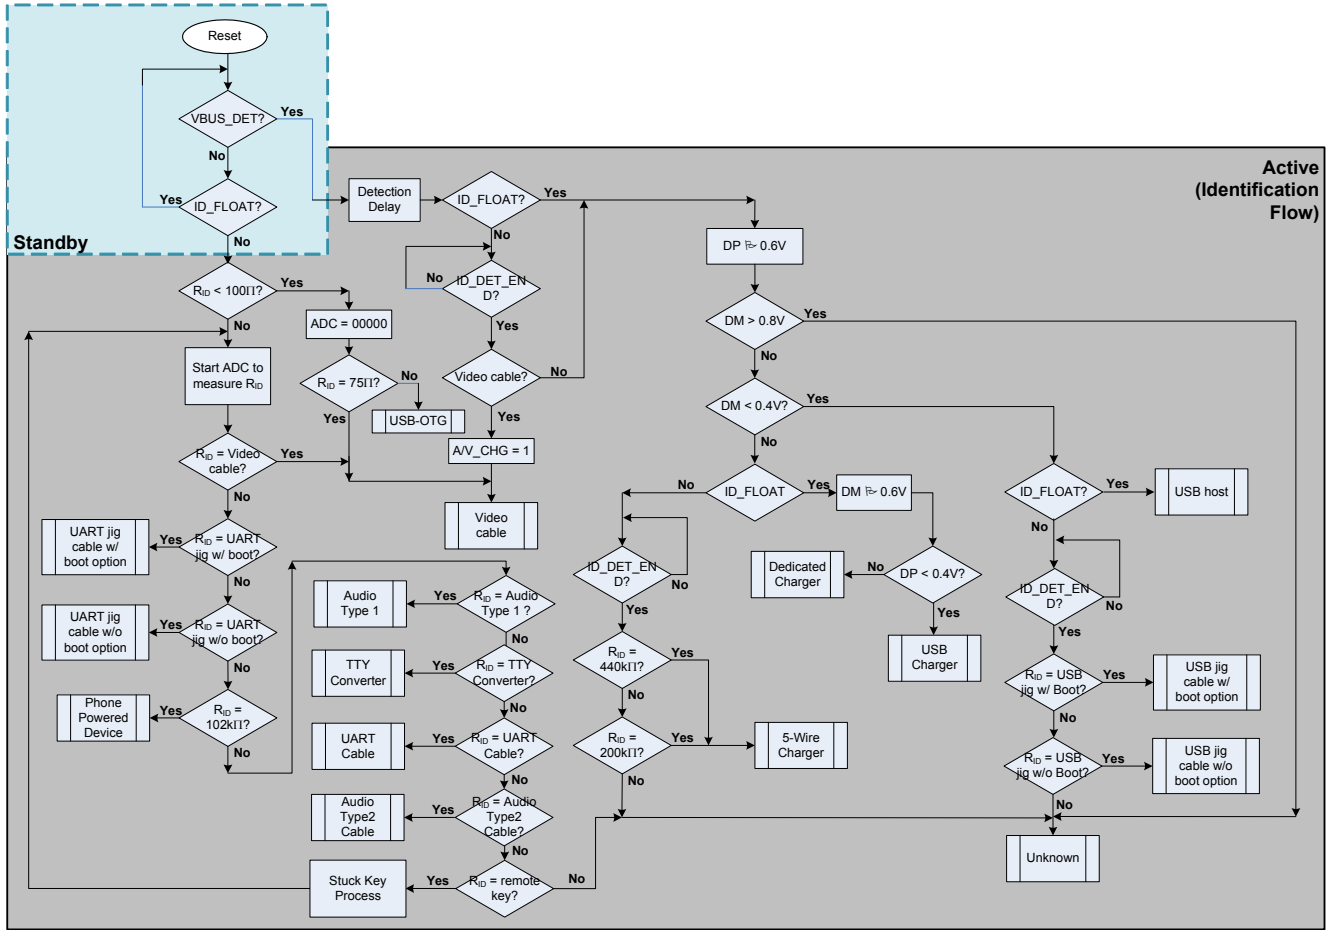 Reset
VBUS_DET?
Yes
No
ID_FLOAT?
Yes
No
Standby
Active
(Identification
Flow)
Detection
Delay
ID_FLOAT?
Yes
No
ID_DET_EN
D?
No
Yes
Video cable?
No
Yes
A/V_CHG = 1
Video
cable
RID < 100Π?
Yes
No
ADC = 00000
RID = 75Π?
No
Yes
USB-OTG
Start ADC to
measure RID
RID = Video
cable?
Yes
No
RID = UART
jig w/ boot?
Yes
No
UART jig
cable w/
boot option
RID = UART
jig w/o boot?
Yes
No
UART jig
cable w/o
boot option
RID =
102kΠ?
Yes
No
Phone
Powered
Device
RID = Audio
Type 1 ?
Yes
No
Audio
Type 1
RID = TTY
Converter?
Yes
No
TTY
Converter
RID = UART
Cable?
Yes
No
UART
Cable
RID = Audio
Type2
Cable?
Yes
No
Audio
Type2
Cable
RID = remote
key?
Yes
No
Stuck Key
Process
DP 0.6V
DM > 0.8V
Yes
No
DM < 0.4V?
Yes
No
ID_FLOAT
No
Yes
DM 0.6V
DP < 0.4V?
No
Yes
Dedicated
Charger
USB
Charger
ID_DET_EN
D?
No
Yes
RID =
440kΠ?
Yes
No
RID =
200kΠ?
Yes
No
5-Wire
Charger
ID_FLOAT?
Yes
No
USB host
ID_DET_EN
D?
No
Yes
RID = USB
jig w/ Boot?
Yes
No
USB jig
cable w/
boot option
RID = USB
jig w/o Boot?
Yes
No
USB jig
cable w/o
boot option
Unknown